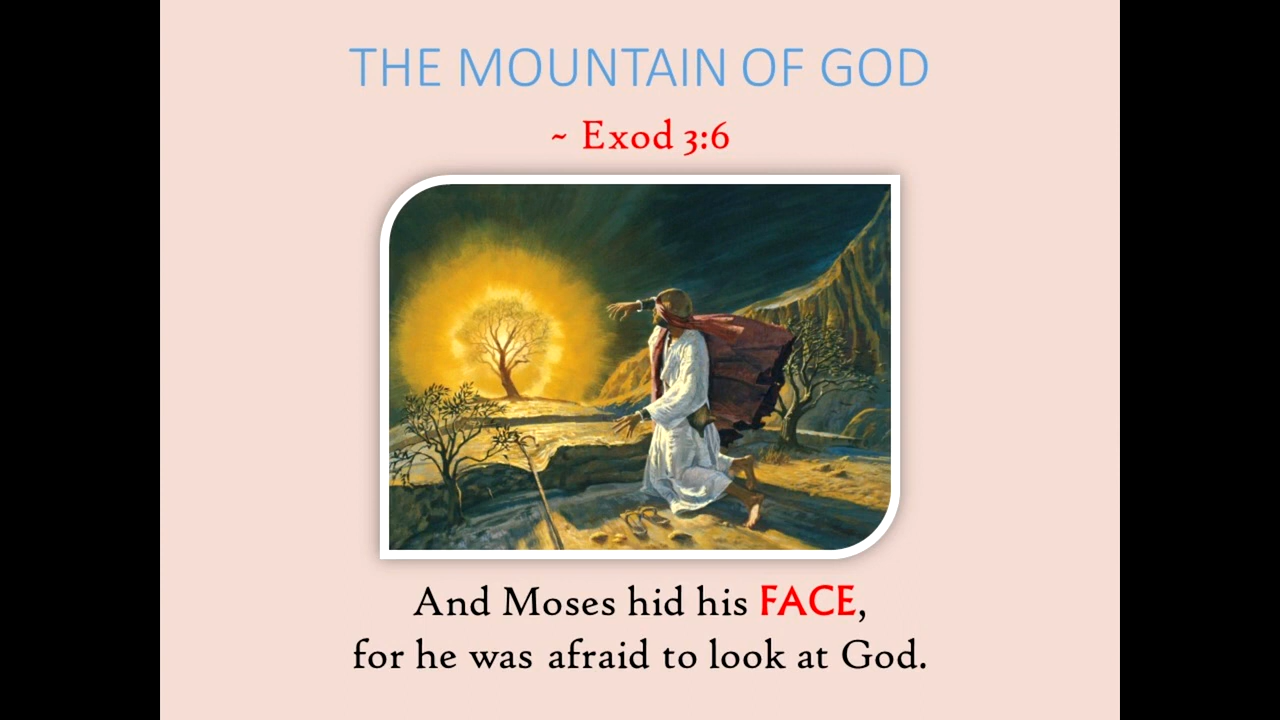 THE MOUNTAIN OF GOD
~ Exod 3:6
And Moses hid his FACE,
for he was afraid to look at God.